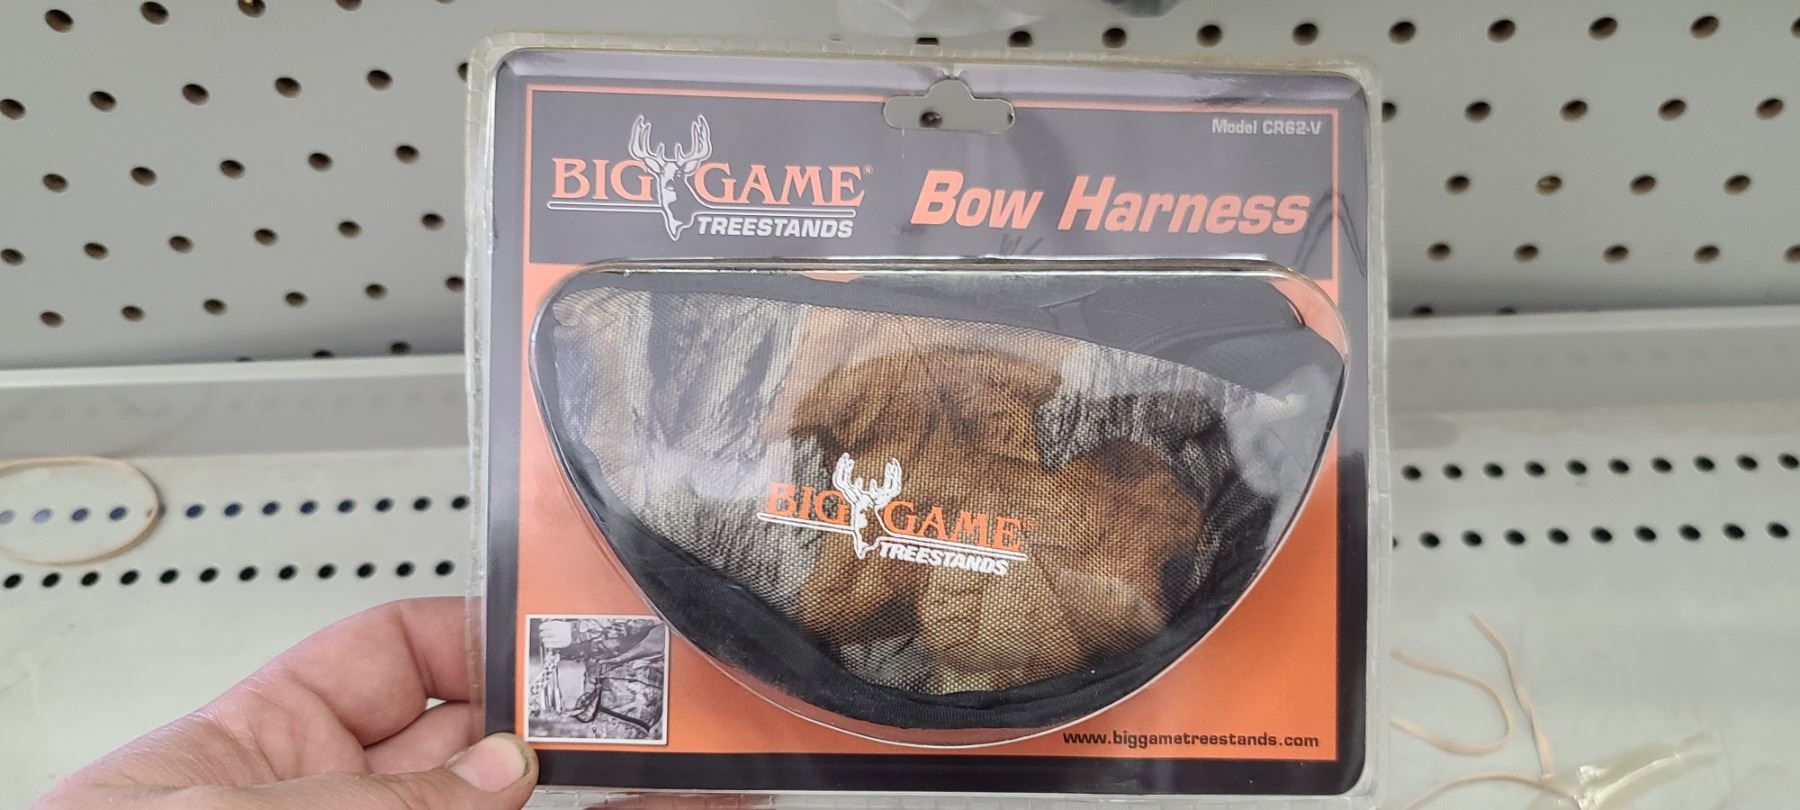 Model CR62-V
BIG GAME®
TREESTANDS
Bow Harness
BIG GAME®
TREESTANDS
www.biggametreestands.com